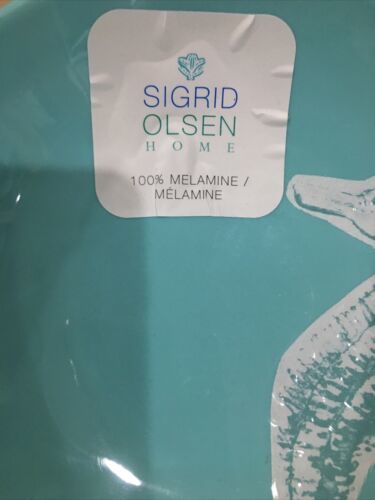 SIGRID
OLSEN
HOME
100% MELAMINE /
MÉLAMINE